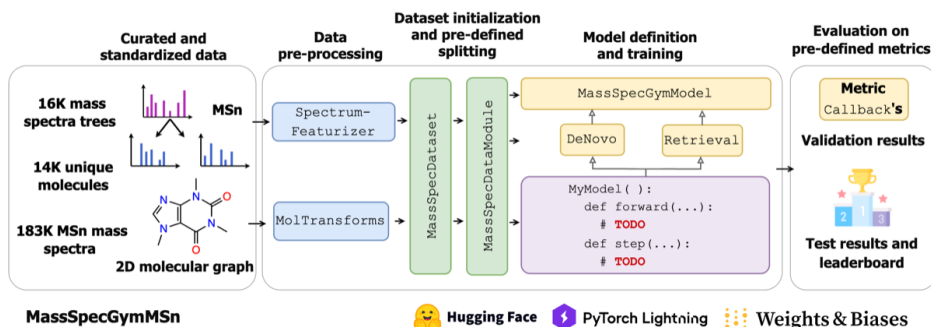 Curated and
standardized data
Data
pre-processing
Dataset initialization
and pre-defined
splitting
Model definition
and training
Evaluation on
pre-defined metrics
16K mass
spectra trees
MSn
14K unique
molecules
183K MSn mass
spectra
N
N
N
N
O
O
2D molecular graph
Spectrum-
Featurizer
MolTransforms
MassSpecDataset
MassSpecDataModule
MassSpecGymModel
DeNovo
Retrieval
MyModel( ):
def forward(...):
# TODO
def step(...):
# TODO
Metric
Callback's
Validation results
2
1
3
Test results and
leaderboard
MassSpecGymMSn
Hugging Face
PyTorch Lightning
Weights & Biases